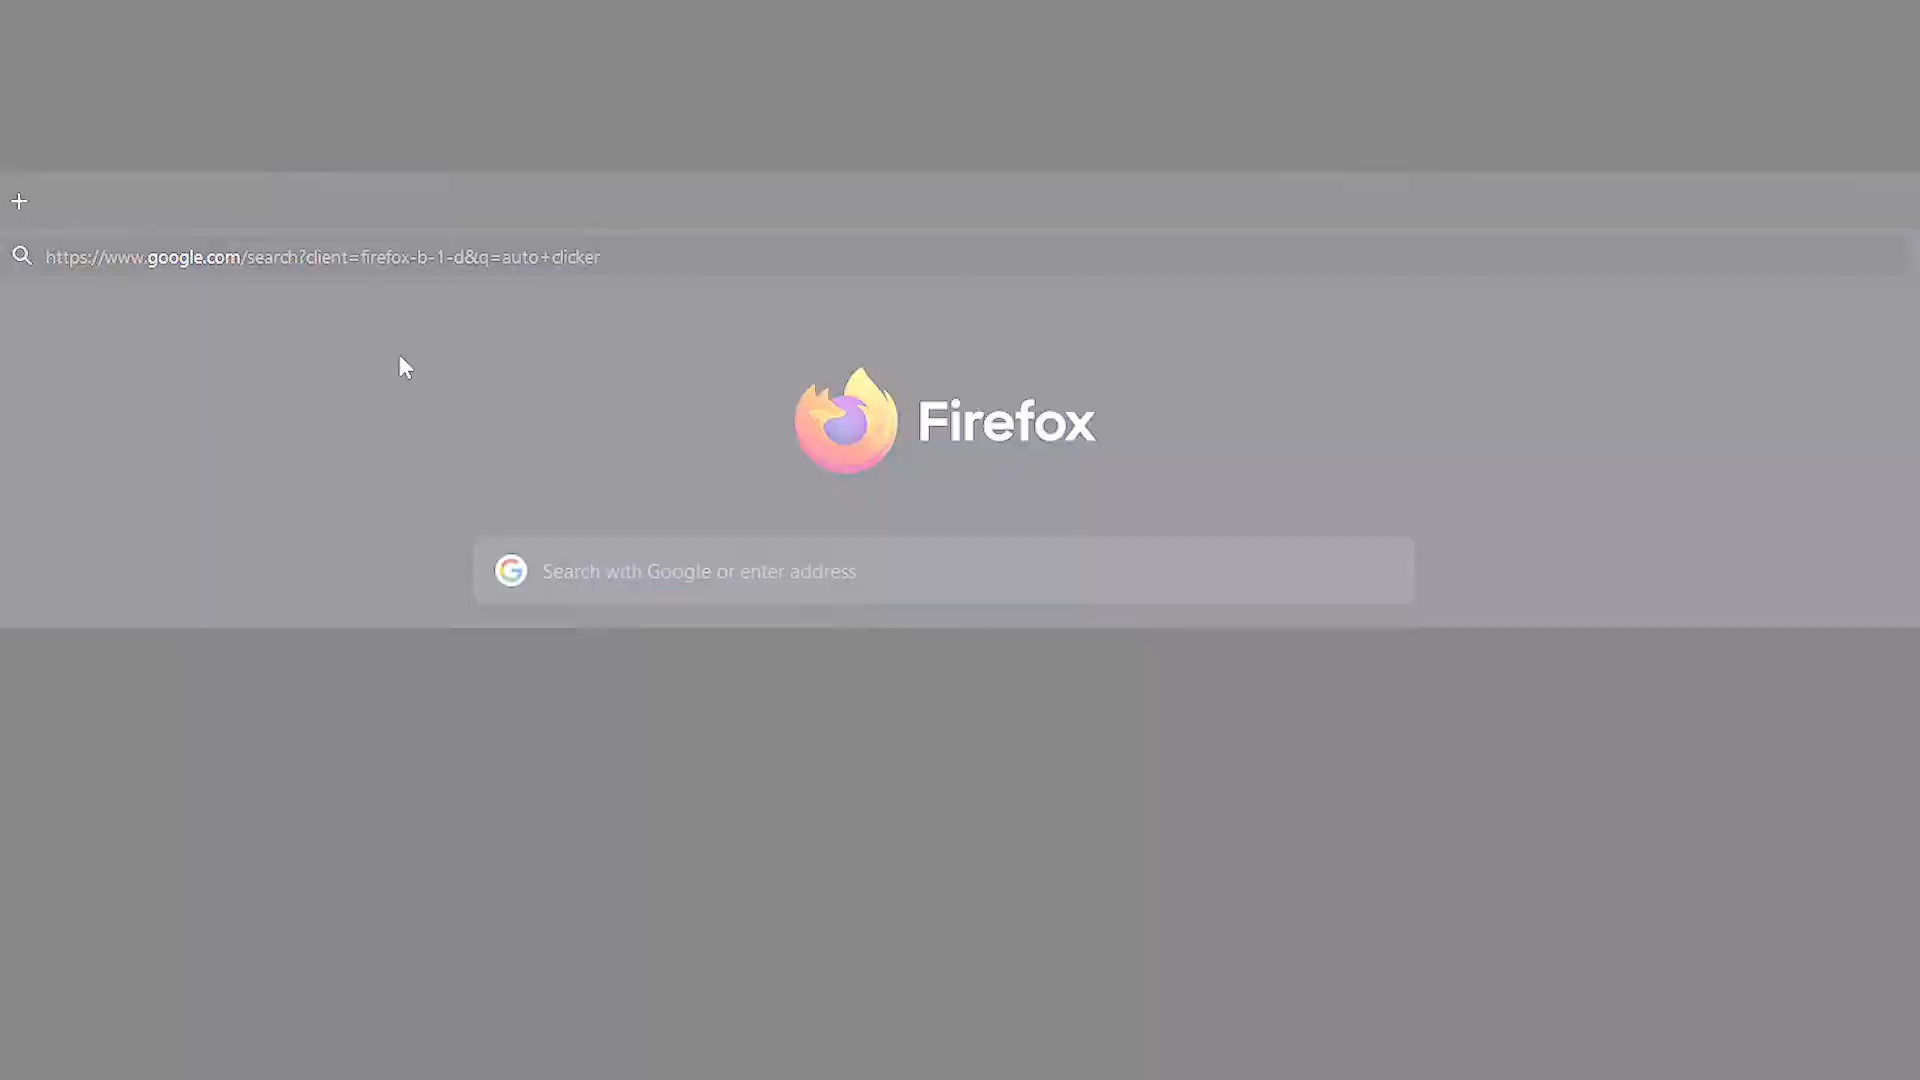 https://www.google.com/search?client=firefox-b-1-d&q=auto+clicker
Firefox
Search with Google or enter address